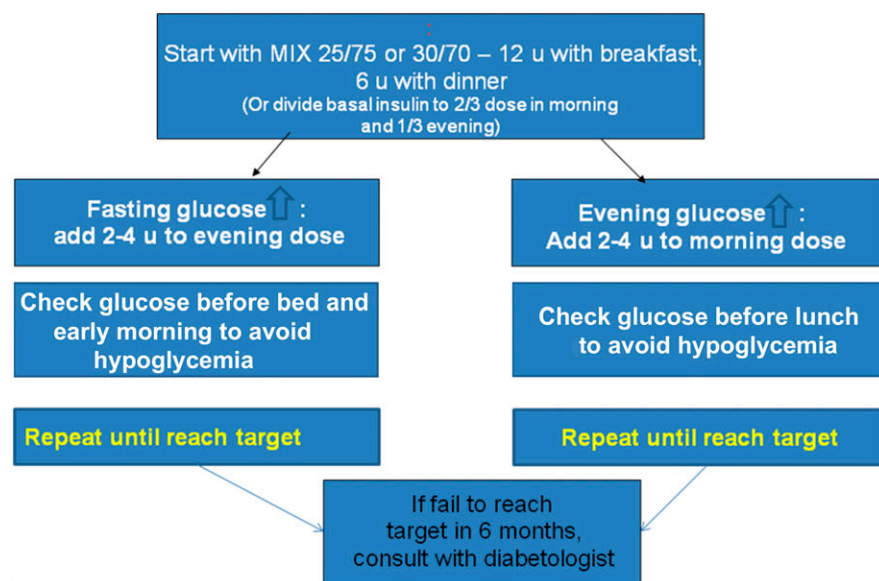 :
Start with MIX 25/75 or 30/70 – 12 u with breakfast,
6 u with dinner
(Or divide basal insulin to 2/3 dose in morning
and 1/3 evening)
Fasting glucose :
add 2-4 u to evening dose
Evening glucose :
Add 2-4 u to morning dose
Check glucose before bed and
early morning to avoid
hypoglycemia
Check glucose before lunch
to avoid hypoglycemia
Repeat until reach target
Repeat until reach target
If fail to reach
target in 6 months,
consult with diabetologist